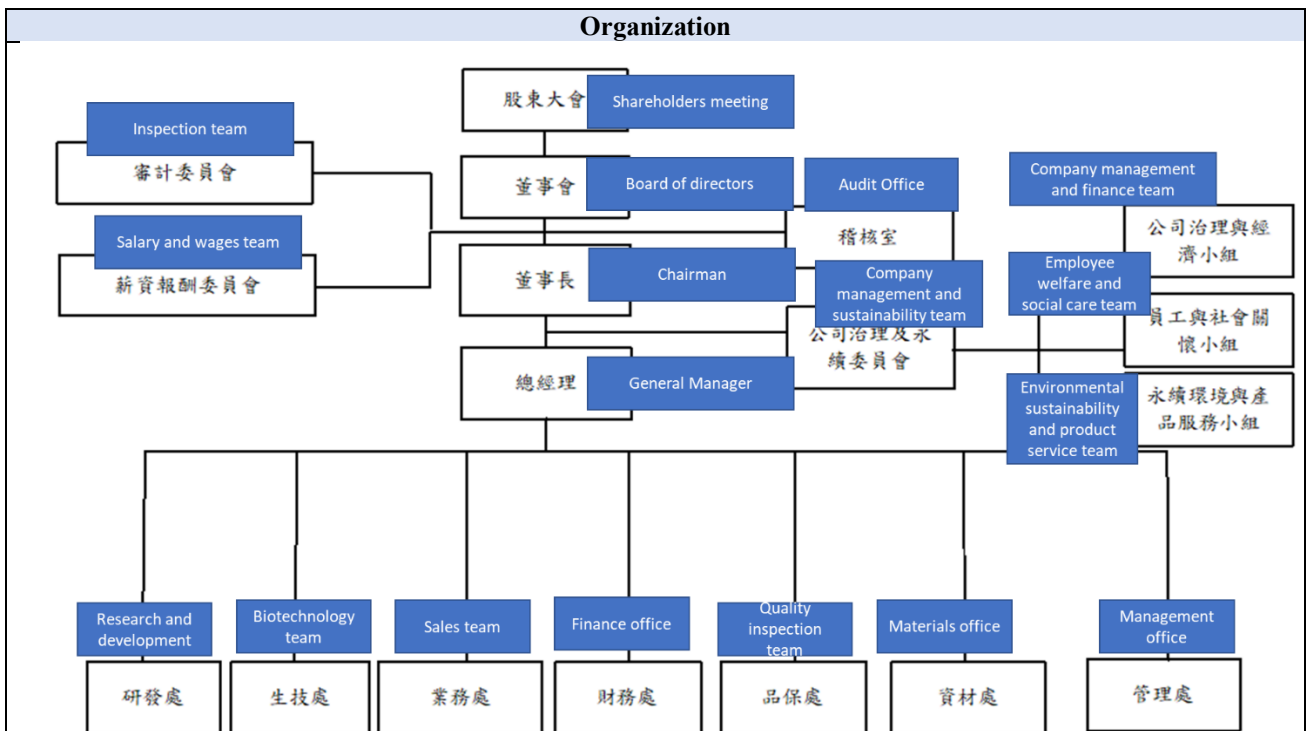 Organization
股東大會
Shareholders meeting
Inspection team
審計委員會
董事會
Board of directors
Audit Office
稽核室
Company management
and finance team
公司治理與經
濟小組
Salary and wages team
薪資報酬委員會
董事長
Chairman
Company
management and
sustainability team
公司治理及永
續委員會
Employee
welfare and
social care team
員工與社會關
懷小組
總經理
General Manager
Environmental
sustainability
and product
service team
永續環境與產
品服務小組
Research and
development
研發處
Biotechnology
team
生技處
Sales team
業務處
Finance office
財務處
Quality
inspection
team
品保處
Materials office
資材處
Management
office
管理處